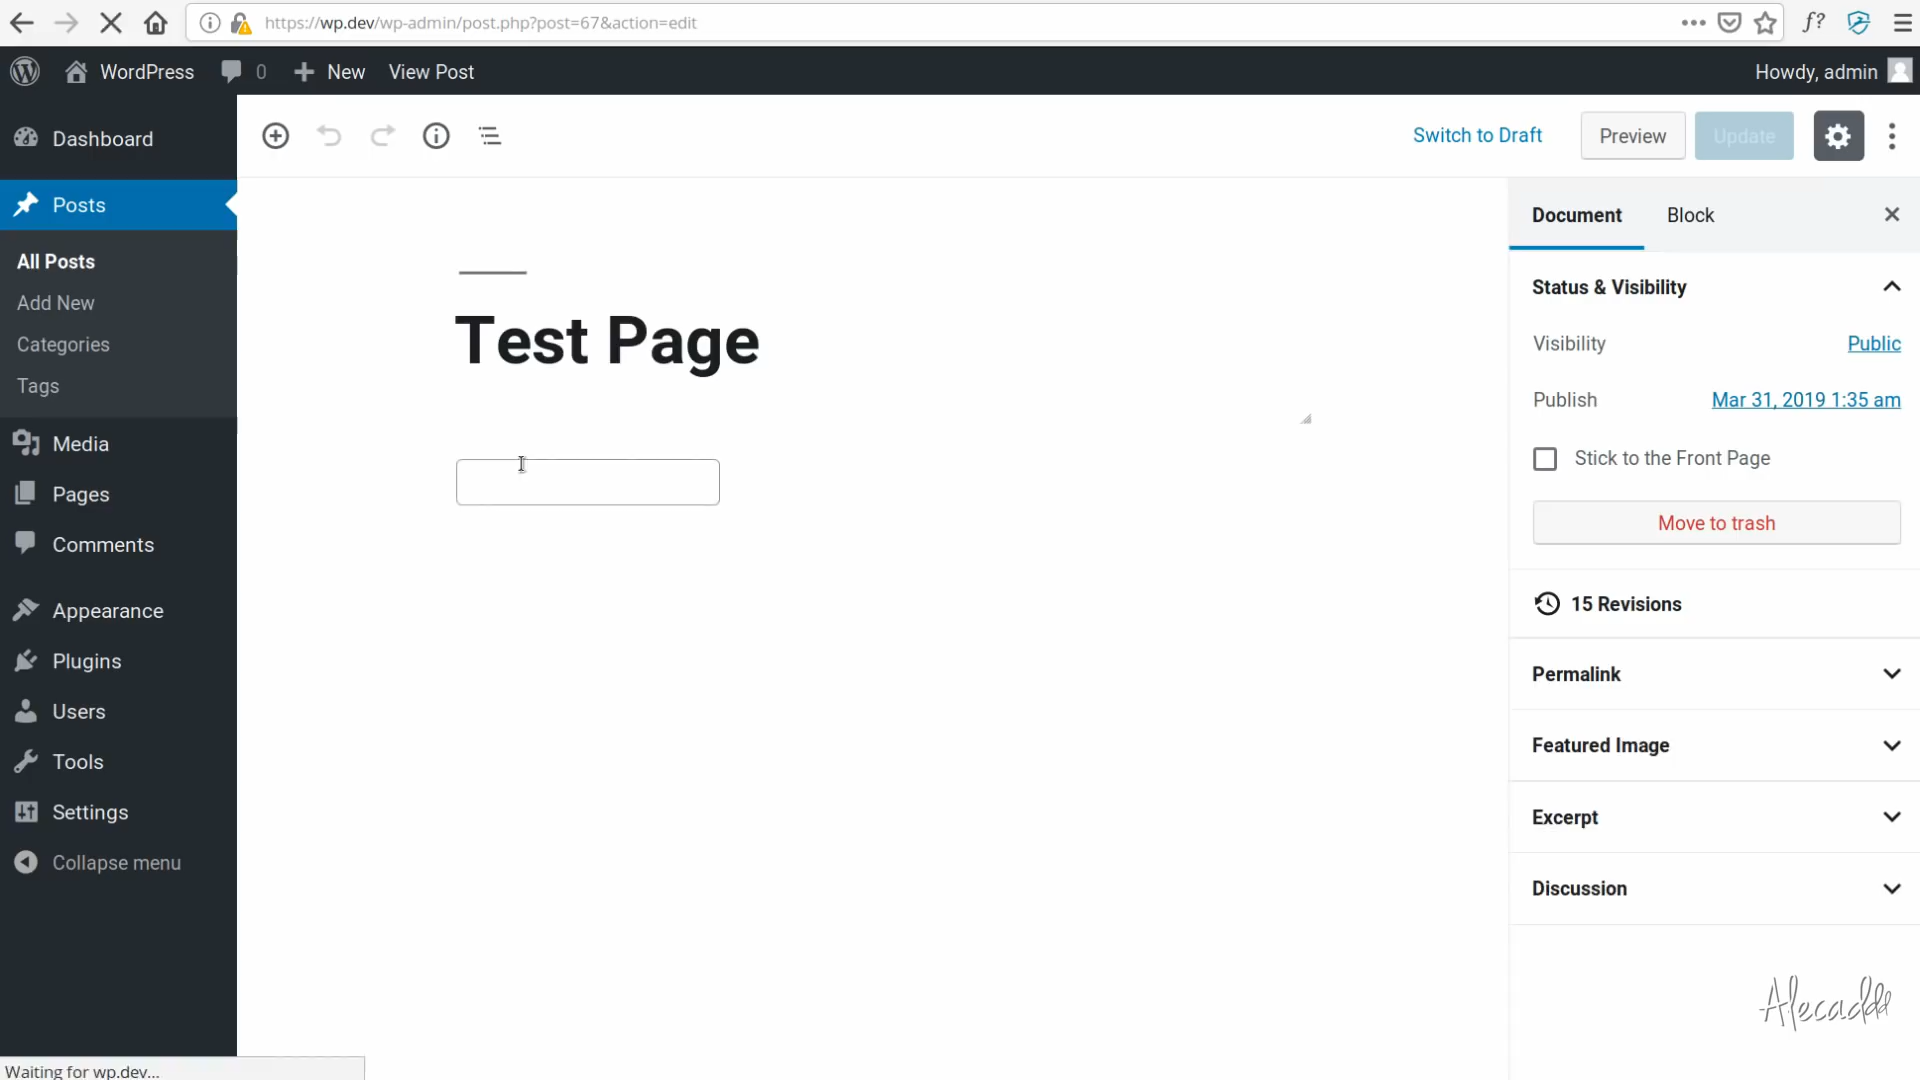 https://wp.dev/wp-admin/post.php?post=67&action=edit
f?
WordPress 0 New View Post Howdy, admin
Dashboard
Posts
All Posts
Add New
Categories
Tags
Media
Pages
Comments
Appearance
Plugins
Users
Tools
Settings
Collapse menu
Switch to Draft Preview Update
Test Page
Document Block
Status & Visibility
Visibility Public
Publish Mar 31, 2019 1:35 am
Stick to the Front Page
Move to trash
15 Revisions
Permalink
Featured Image
Excerpt
Discussion
Alecaddd
Waiting for wp.dev...